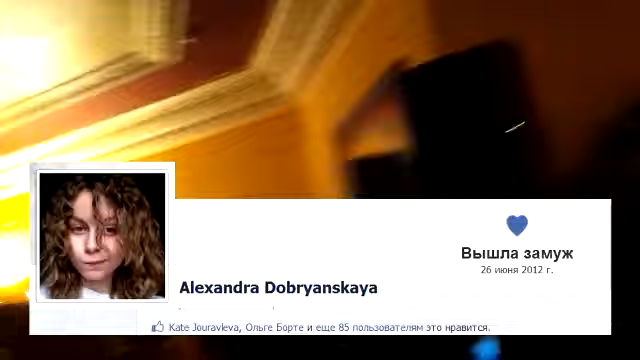 Вышла замуж
26 июня 2012 г.
Alexandra Dobryanskaya
Kate Jouravleva, Ольге Борте и еще 85 пользователям это нравится.